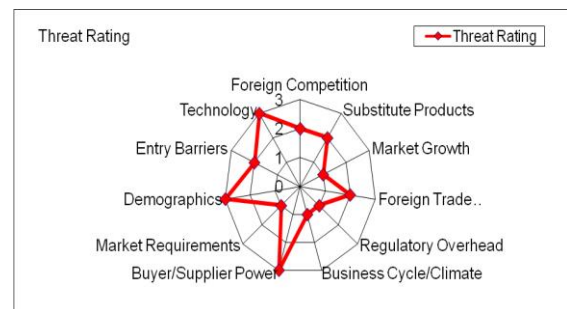 Threat Rating
Threat Rating
Foreign Competition
3
Technology
Substitute Products
2
Entry Barriers
Market Growth
1
0
Demographics
Foreign Trade..
Market Requirements
Regulatory Overhead
Buyer/Supplier Power
Business Cycle/Climate